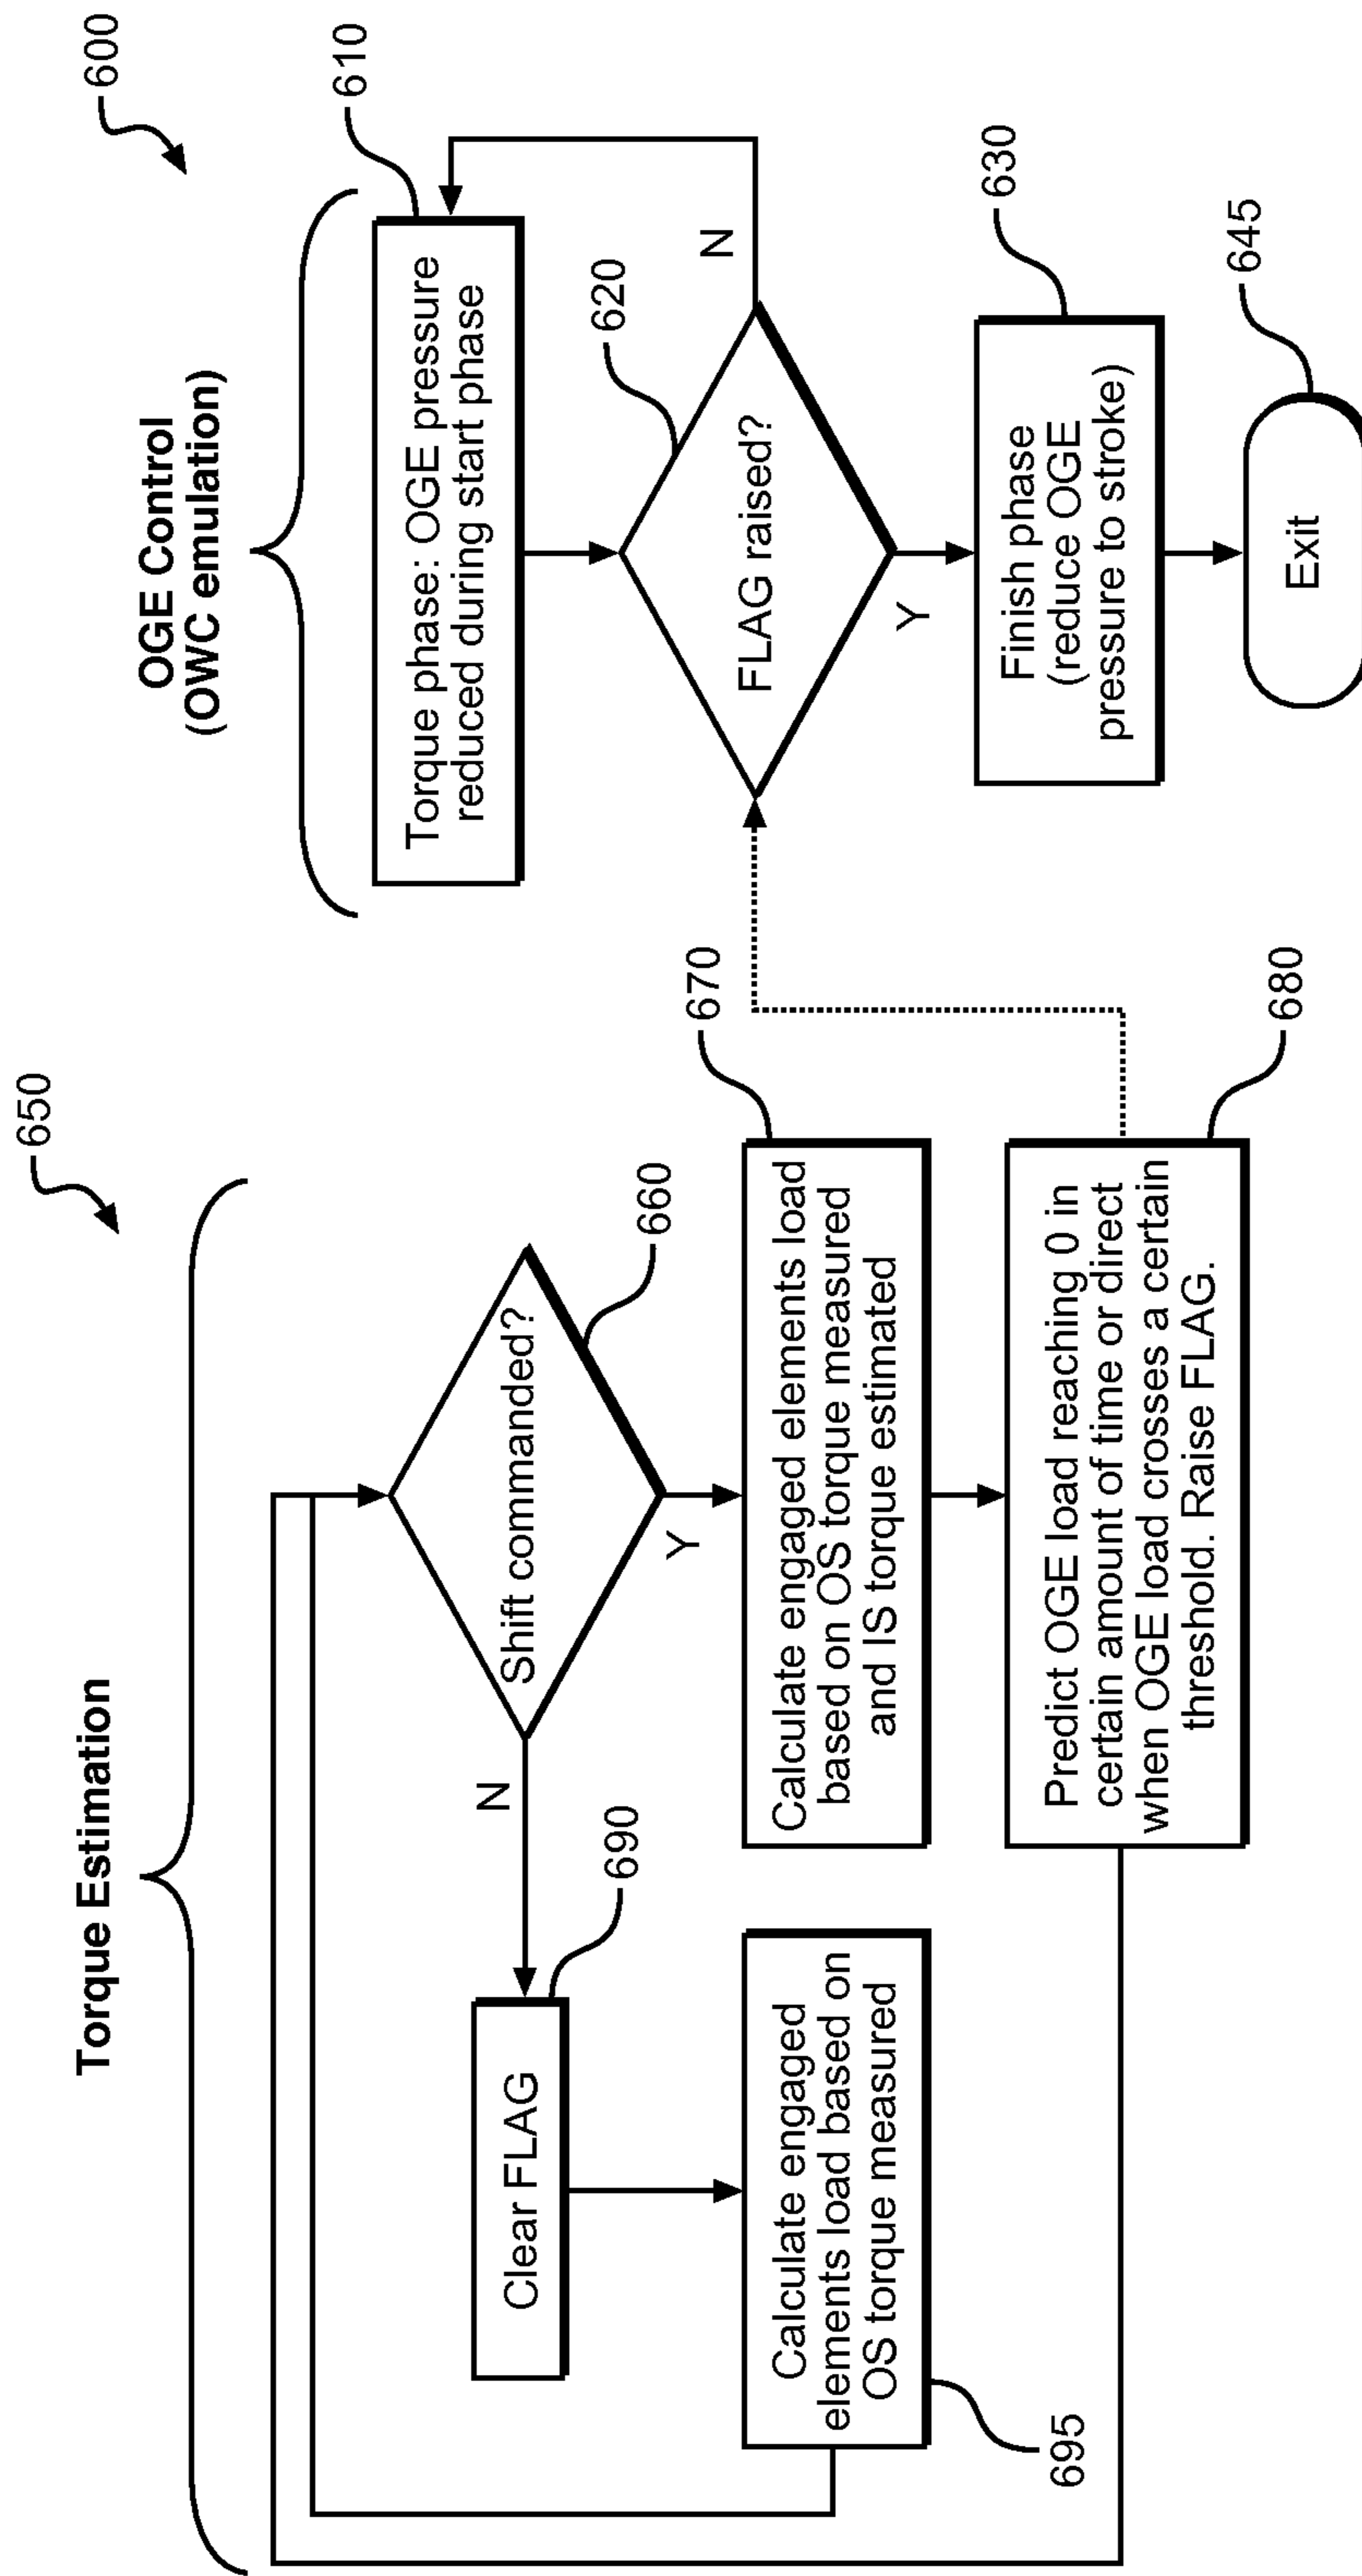 650
Torque Estimation
Shift commanded?
660
N
Y
690
Clear FLAG
670
Calculate engaged
elements load based on
OS torque measured
695
Calculate engaged elements load
based on OS torque measured
and IS torque estimated
Predict OGE load reaching 0 in
certain amount of time or direct
when OGE load crosses a certain
threshold. Raise FLAG.
680
600
OGE Control
(OWC emulation)
610
Torque phase: OGE pressure
reduced during start phase
620
FLAG raised?
N
Y
630
Finish phase
(reduce OGE
pressure to stroke)
645
Exit